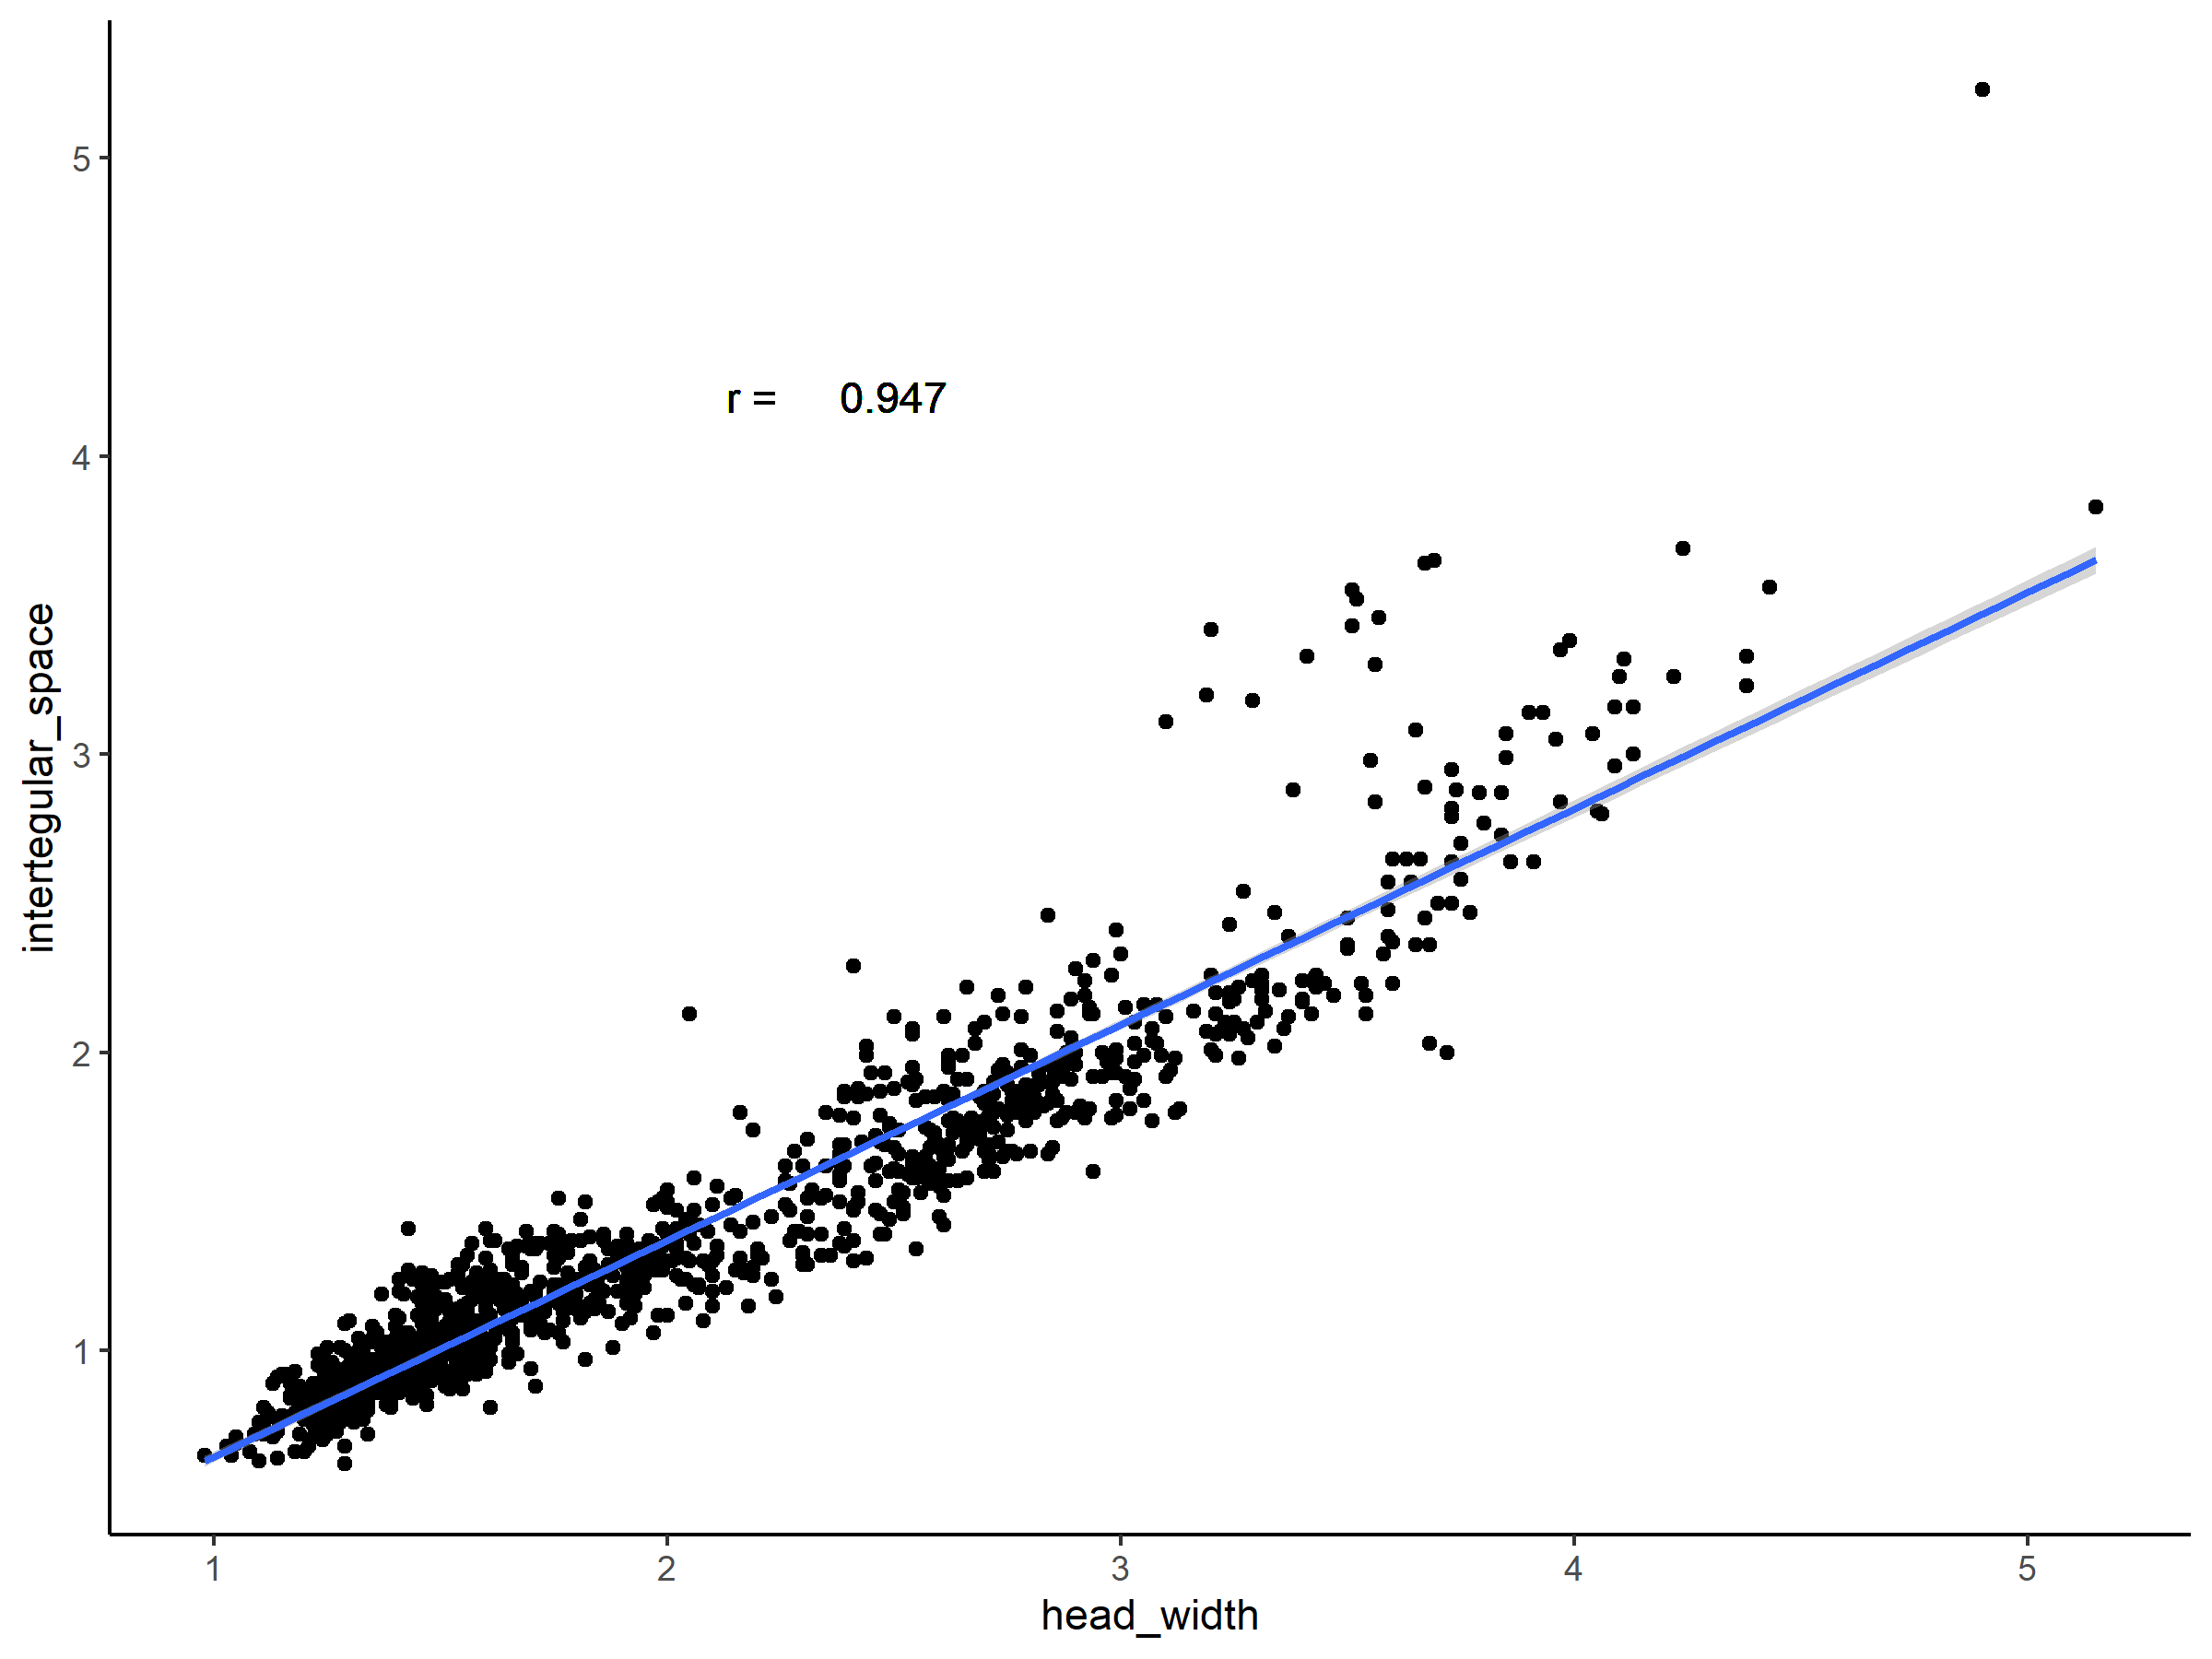 5
r = 0.947
4
intertegular_space
3
2
1
1 2 3 4 5
head_width